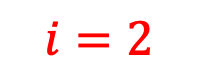 i = 2